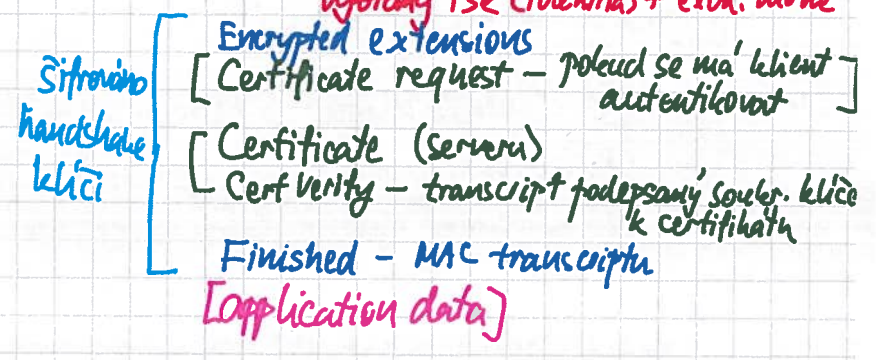 Encrypted extensions
[Certificate request – pokud se má klient
autentikovat]
Šifrováno
handshake
klíči
[Certificate (serveru)
Cert Verify – transcript podepsaný soukr. klíče
k certifikátu
Finished – MAC transcriptu
[application data]